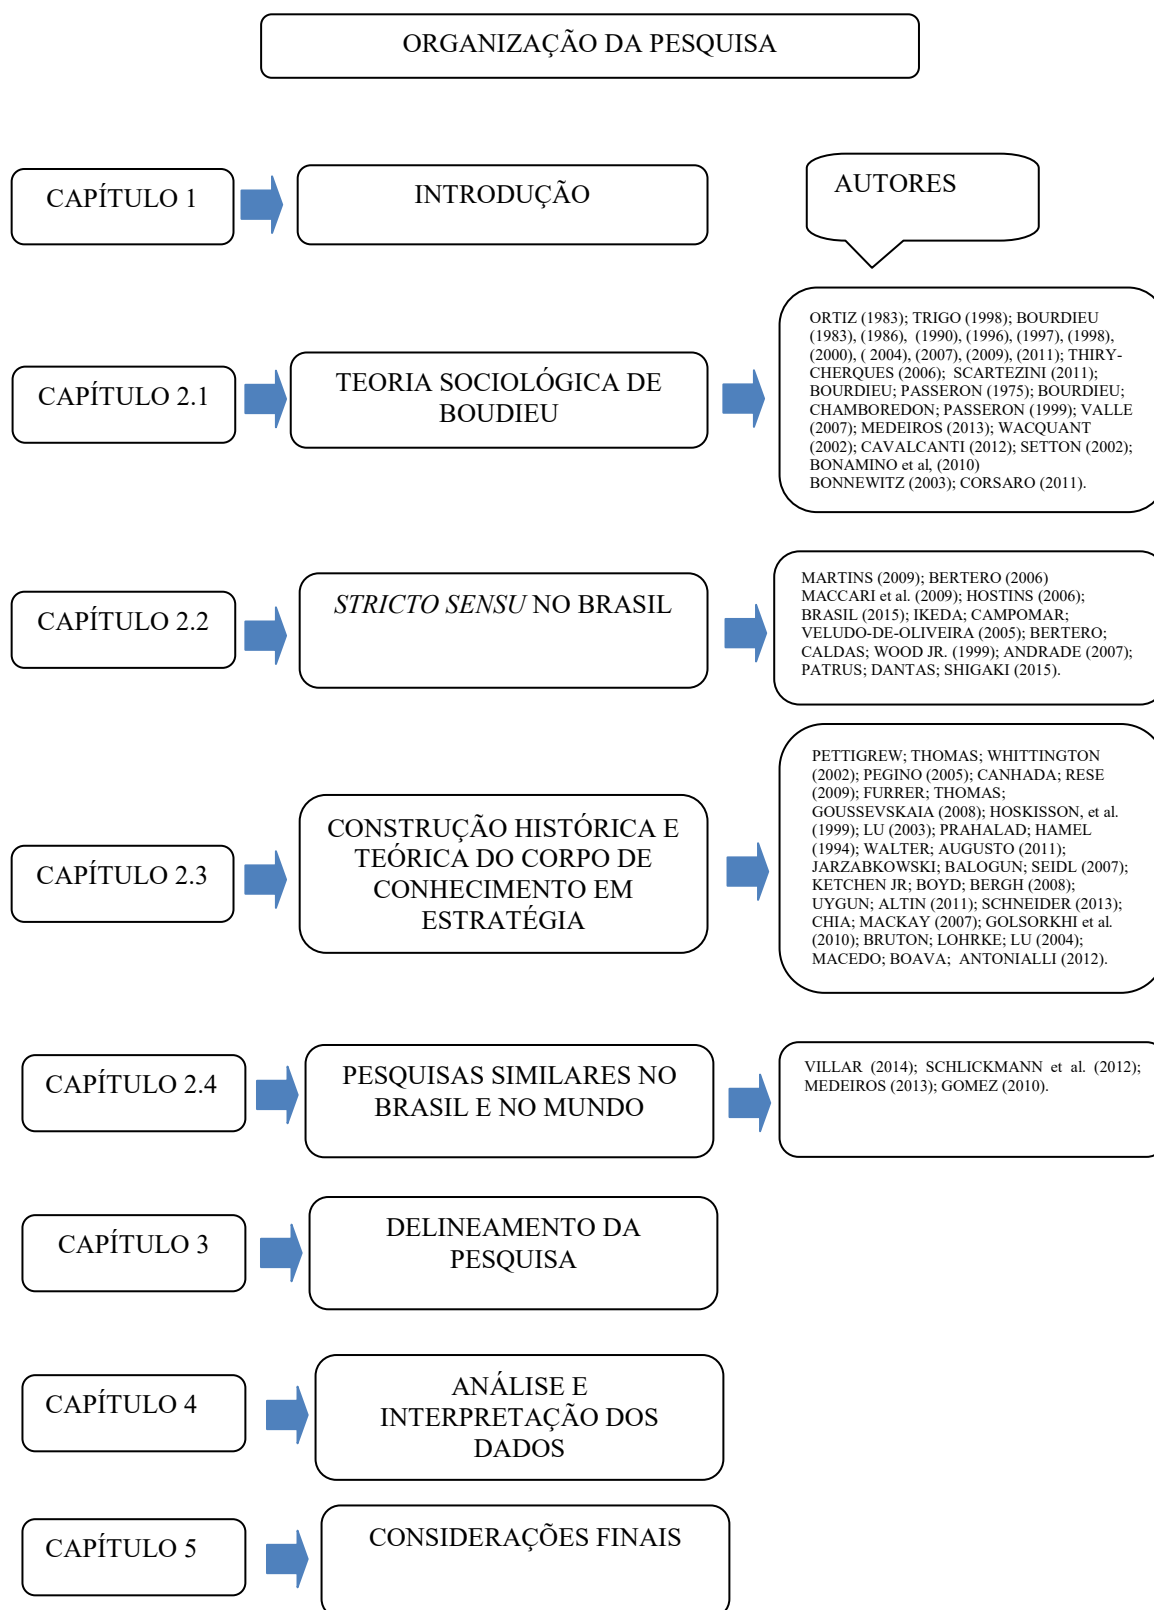 ORGANIZAÇÃO DA PESQUISA
CAPÍTULO 1
INTRODUÇÃO
AUTORES
CAPÍTULO 2.1
TEORIA SOCIOLÓGICA DE
BOUDIEU
ORTIZ (1983); TRIGO (1998); BOURDIEU
(1983), (1986), (1990), (1996), (1997), (1998),
(2000), ( 2004), (2007), (2009), (2011); THIRY-
CHERQUES (2006); SCARTEZINI (2011);
BOURDIEU; PASSERON (1975); BOURDIEU;
CHAMBOREDON; PASSERON (1999); VALLE
(2007); MEDEIROS (2013); WACQUANT
(2002); CAVALCANTI (2012); SETTON (2002);
BONAMINO et al, (2010)
BONNEWITZ (2003); CORSARO (2011).
CAPÍTULO 2.2
STRICTO SENSU NO BRASIL
MARTINS (2009); BERTERO (2006)
MACCARI et al. (2009); HOSTINS (2006);
BRASIL (2015); IKEDA; CAMPOMAR;
VELUDO-DE-OLIVEIRA (2005); BERTERO;
CALDAS; WOOD JR. (1999); ANDRADE (2007);
PATRUS; DANTAS; SHIGAKI (2015).
CAPÍTULO 2.3
CONSTRUÇÃO HISTÓRICA E
TEÓRICA DO CORPO DE
CONHECIMENTO EM
ESTRATÉGIA
PETTIGREW; THOMAS; WHITTINGTON
(2002); PEGINO (2005); CANHADA; RESE
(2009); FURRER; THOMAS;
GOUSSEVSKAIA (2008); HOSKISSON, et al.
(1999); LU (2003); PRAHALAD; HAMEL
(1994); WALTER; AUGUSTO (2011);
JARZABKOWSKI; BALOGUN; SEIDL (2007);
KETCHEN JR; BOYD; BERGH (2008);
UYGUN; ALTIN (2011); SCHNEIDER (2013);
CHIA; MACKAY (2007); GOLSORKHI et al.
(2010); BRUTON; LOHRKE; LU (2004);
MACEDO; BOAVA; ANTONIALLI (2012).
CAPÍTULO 2.4
PESQUISAS SIMILARES NO
BRASIL E NO MUNDO
VILLAR (2014); SCHLICKMANN et al. (2012);
MEDEIROS (2013); GOMEZ (2010).
CAPÍTULO 3
DELINEAMENTO DA
PESQUISA
CAPÍTULO 4
ANÁLISE E
INTERPRETAÇÃO DOS
DADOS
CAPÍTULO 5
CONSIDERAÇÕES FINAIS